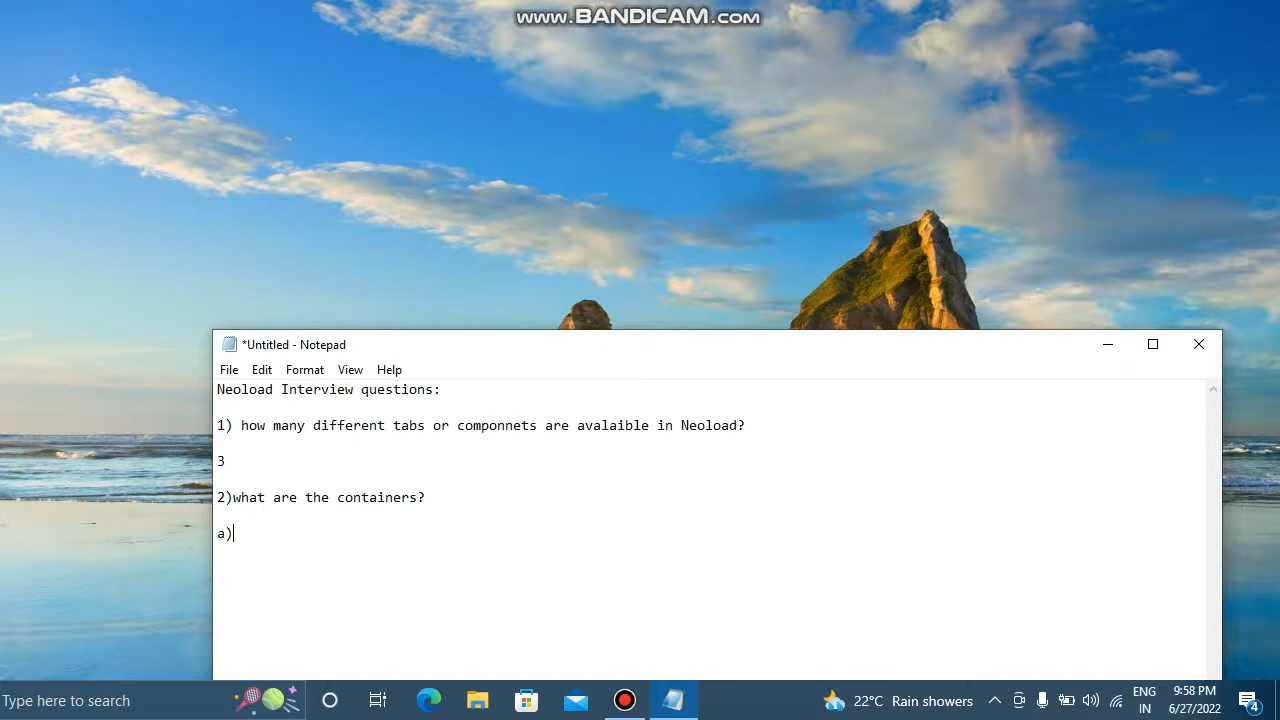 www.BANDICAM.com
*Untitled - Notepad
File Edit Format View Help
Neoload Interview questions:
1) how many different tabs or componnets are avalaible in Neoload?
3
2)what are the containers?
a)
Type here to search
22°C Rain showers
ENG
IN
9:58 PM
6/27/2022
4